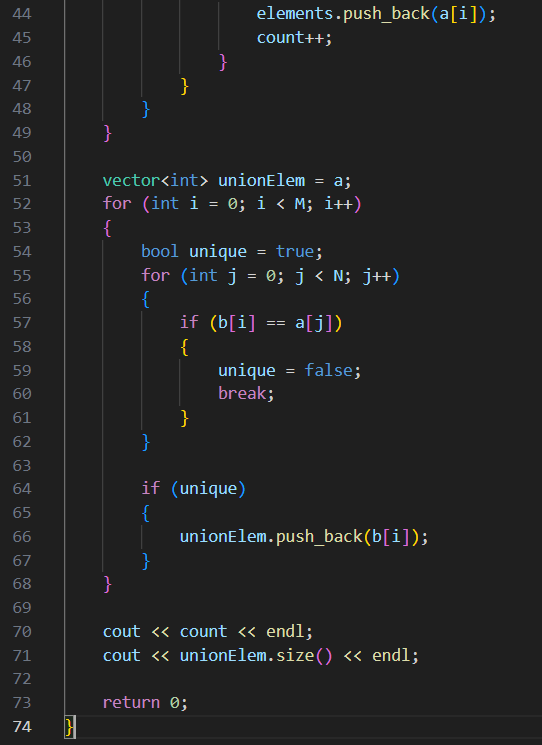 44                         elements.push_back(a[i]);
45                         count++;
46                     }
47                 }
48             }
49         }
50
51         vector<int> unionElem = a;
52         for (int i = 0; i < M; i++)
53         {
54             bool unique = true;
55             for (int j = 0; j < N; j++)
56             {
57                 if (b[i] == a[j])
58                 {
59                     unique = false;
60                     break;
61                 }
62             }
63
64             if (unique)
65             {
66                 unionElem.push_back(b[i]);
67             }
68         }
69
70         cout << count << endl;
71         cout << unionElem.size() << endl;
72
73         return 0;
74     }